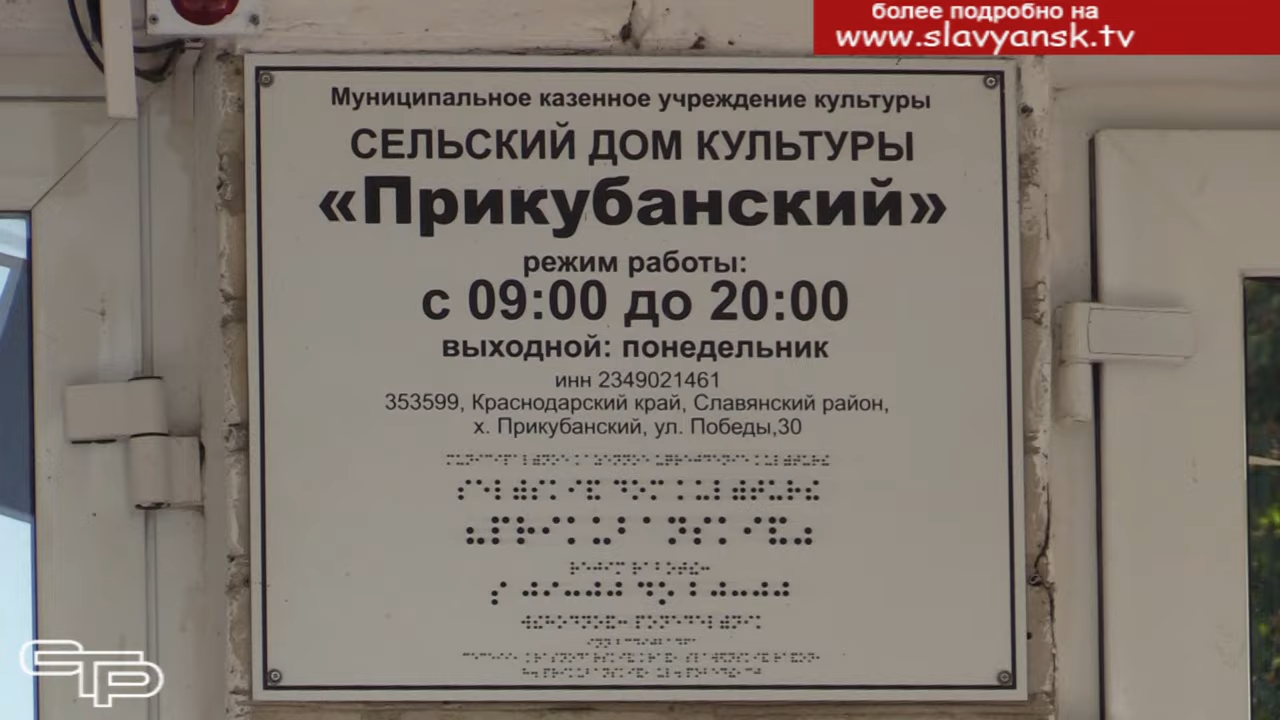 более подробно на
www.slavyansk.tv
Муниципальное казенное учреждение культуры
СЕЛЬСКИЙ ДОМ КУЛЬТУРЫ
«Прикубанский»
режим работы:
с 09:00 до 20:00
выходной: понедельник
инн 2349021461
353599, Краснодарский край, Славянский район,
х. Прикубанский, ул. Победы,30
СТР